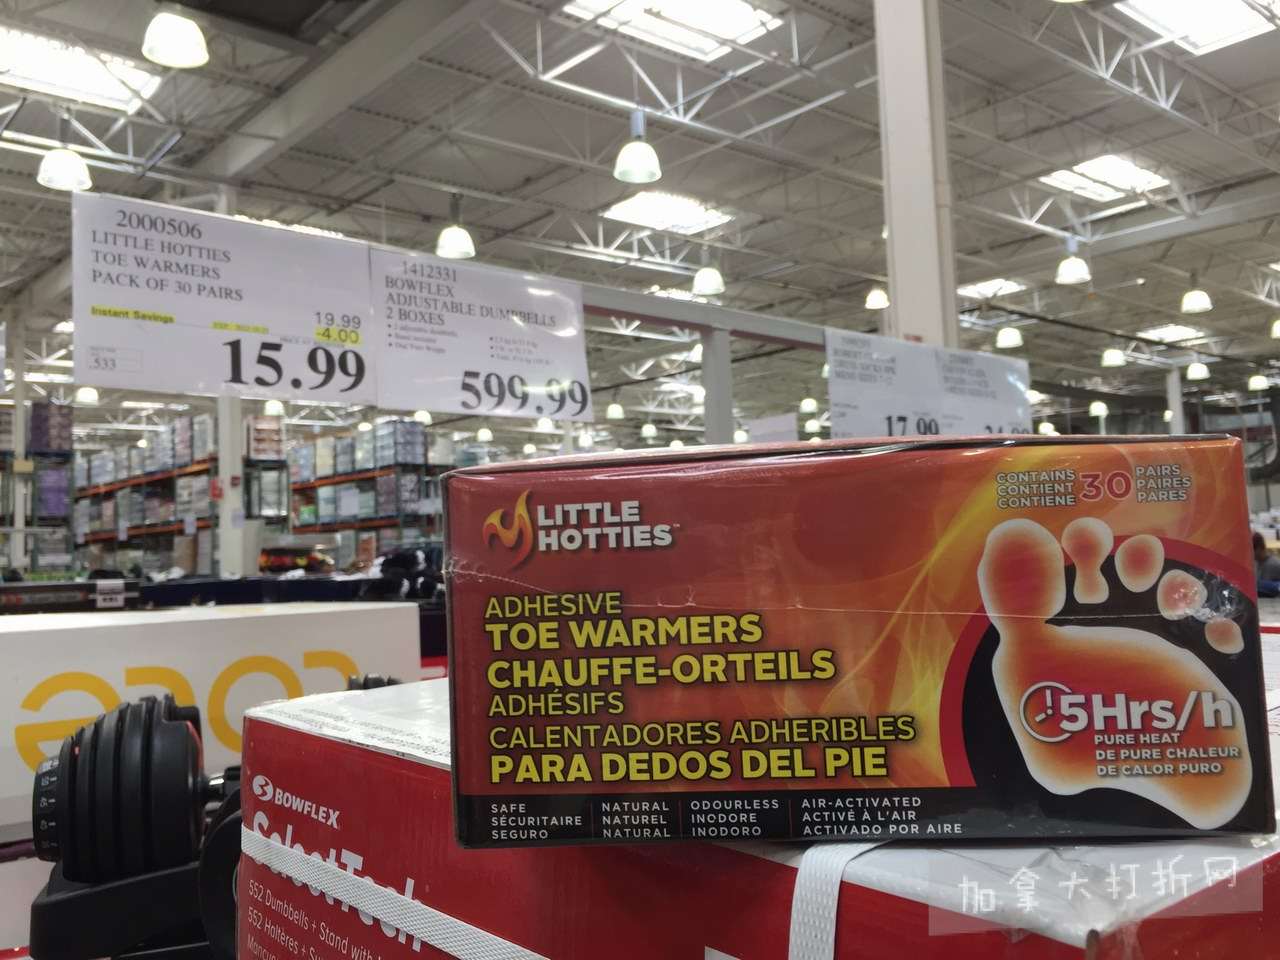 2000506
LITTLE HOTTIES
TOE WARMERS
PACK OF 30 PAIRS
Instant Savings
19.99
-4.00
15.99
533
1412331
BOWFLEX
ADJUSTABLE DUMBBELLS
2 BOXES
599.99
17.99
LITTLE
HOTTIES™
CONTAINS
CONTIENT
CONTIENE
30
PAIRS
PAIRES
PARES
ADHESIVE
TOE WARMERS
CHAUFFE-ORTEILS
ADHÉSIFS
CALENTADORES ADHERIBLES
PARA DEDOS DEL PIE
5Hrs/h
PURE HEAT
DE PURE CHALEUR
DE CALOR PURO
SAFE
SÉCURITAIRE
SEGURO
NATURAL
NATUREL
NATURAL
ODOURLESS
INODORE
INODORO
AIR-ACTIVATED
ACTIVÉ À L'AIR
ACTIVADO POR AIRE
BOWFLEX
SelectTech
552 Dumbbells + Stand with
552 Haltères +
加拿大打折网